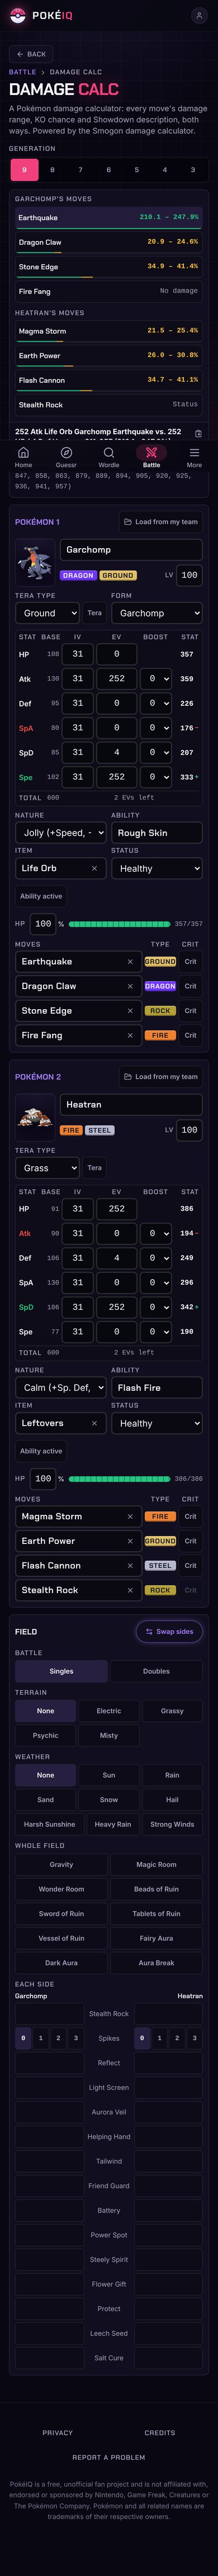 POKÉIQ
← BACK
BATTLE › DAMAGE CALC
DAMAGE CALC
A Pokémon damage calculator: every move's damage
range, KO chance and Showdown description, both
ways. Powered by the Smogon damage calculator.
GENERATION
9 8 7 6 5 4 3
GARCHOMP'S MOVES
Earthquake 210.1 – 247.9%
Dragon Claw 20.9 – 24.6%
Stone Edge 34.9 – 41.4%
Fire Fang No damage
HEATRAN'S MOVES
Magma Storm 21.5 – 25.4%
Earth Power 26.0 – 30.8%
Flash Cannon 34.7 – 41.1%
Stealth Rock Status
252 Atk Life Orb Garchomp Earthquake vs. 252
Home Guessr Wordle Battle More
847, 858, 863, 879, 889, 894, 905, 920, 925,
936, 941, 957)
POKÉMON 1 Load from my team
Garchomp
DRAGON GROUND LV 100
TERA TYPE FORM
Ground Tera Garchomp
STAT BASE IV EV BOOST STAT
HP 108 31 0 357
Atk 130 31 252 0 359
Def 95 31 0 0 226
SpA 80 31 0 0 176−
SpD 85 31 4 0 207
Spe 102 31 252 0 333+
TOTAL 600 2 EVs left
NATURE ABILITY
Jolly (+Speed, - Rough Skin
ITEM STATUS
Life Orb × Healthy
Ability active
HP 100 % 357/357
MOVES TYPE CRIT
Earthquake × GROUND Crit
Dragon Claw × DRAGON Crit
Stone Edge × ROCK Crit
Fire Fang × FIRE Crit
POKÉMON 2 Load from my team
Heatran
FIRE STEEL LV 100
TERA TYPE
Grass Tera
STAT BASE IV EV BOOST STAT
HP 91 31 252 386
Atk 90 31 0 0 194−
Def 106 31 4 0 249
SpA 130 31 0 0 296
SpD 106 31 252 0 342+
Spe 77 31 0 0 190
TOTAL 600 2 EVs left
NATURE ABILITY
Calm (+Sp. Def, Flash Fire
ITEM STATUS
Leftovers × Healthy
Ability active
HP 100 % 386/386
MOVES TYPE CRIT
Magma Storm × FIRE Crit
Earth Power × GROUND Crit
Flash Cannon × STEEL Crit
Stealth Rock × ROCK Crit
FIELD Swap sides
BATTLE
Singles Doubles
TERRAIN
None Electric Grassy
Psychic Misty
WEATHER
None Sun Rain
Sand Snow Hail
Harsh Sunshine Heavy Rain Strong Winds
WHOLE FIELD
Gravity Magic Room
Wonder Room Beads of Ruin
Sword of Ruin Tablets of Ruin
Vessel of Ruin Fairy Aura
Dark Aura Aura Break
EACH SIDE
Garchomp Heatran
Stealth Rock
0 1 2 3 Spikes 0 1 2 3
Reflect
Light Screen
Aurora Veil
Helping Hand
Tailwind
Friend Guard
Battery
Power Spot
Steely Spirit
Flower Gift
Protect
Leech Seed
Salt Cure
PRIVACY CREDITS
REPORT A PROBLEM
PokéIQ is a free, unofficial fan project and is not affiliated with,
endorsed or sponsored by Nintendo, Game Freak, Creatures or
The Pokémon Company. Pokémon and all related names are
trademarks of their respective owners.